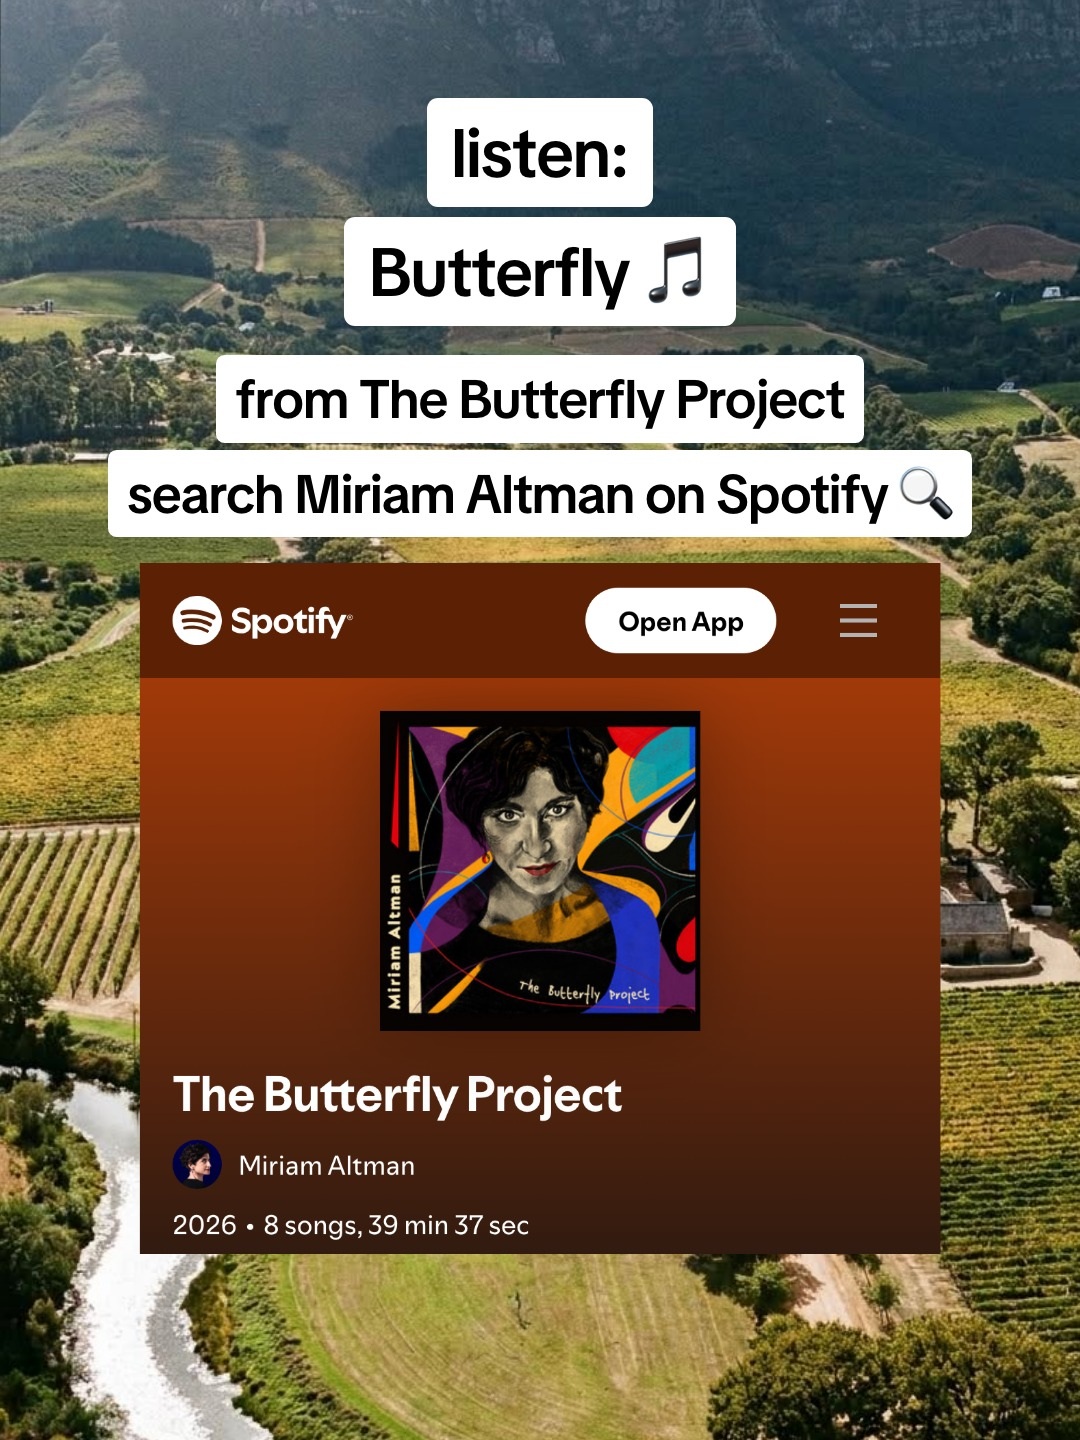 listen:
Butterfly 🎵
from The Butterfly Project
search Miriam Altman on Spotify 🔍
Spotify®
Open App
Miriam Altman
The Butterfly Project
The Butterfly Project
Miriam Altman
2026 • 8 songs, 39 min 37 sec